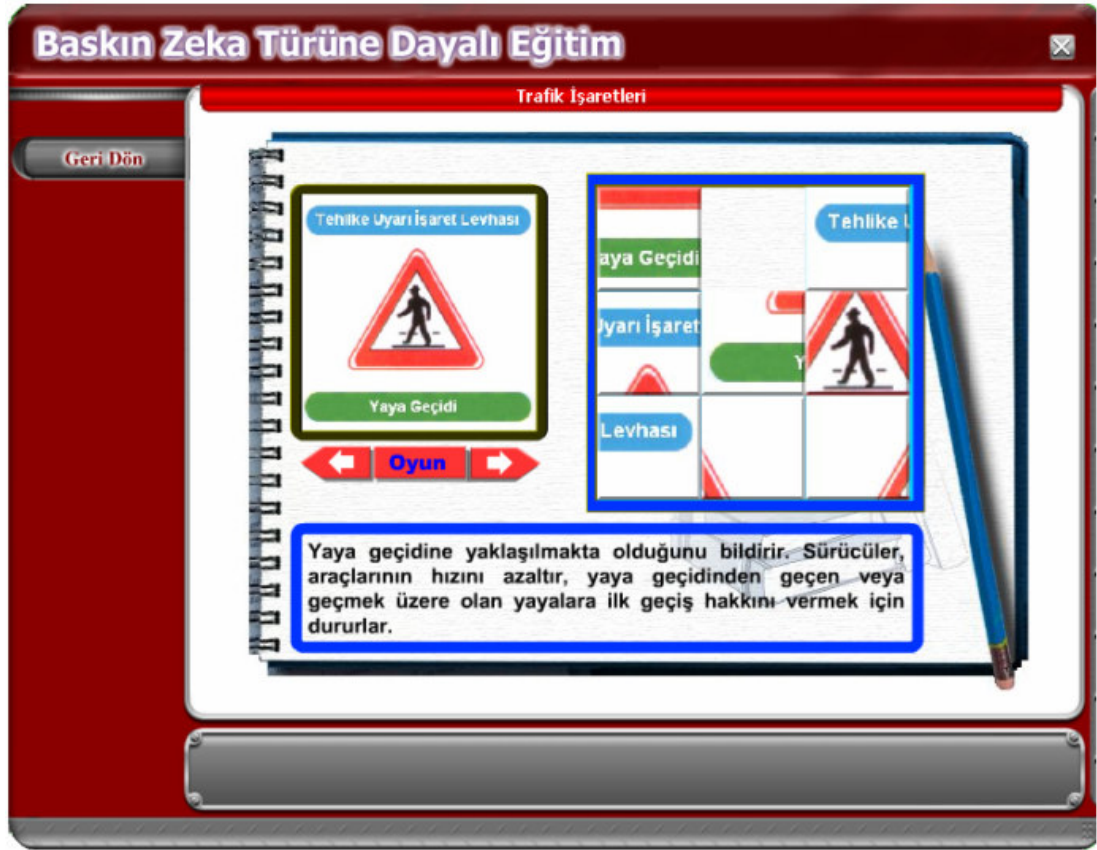 Baskın Zeka Türüne Dayalı Eğitim
Trafik İşaretleri
Geri Dön
Tehlike Uyarı İşaret Levhası
Yaya Geçidi
Oyun
Tehlike U
aya Geçidi
Uyarı İşaret
Y
Levhası
Yaya geçidine yaklaşılmakta olduğunu bildirir. Sürücüler,
araçlarının hızını azaltır, yaya geçidinden geçen veya
geçmek üzere olan yayalara ilk geçiş hakkını vermek için
dururlar.